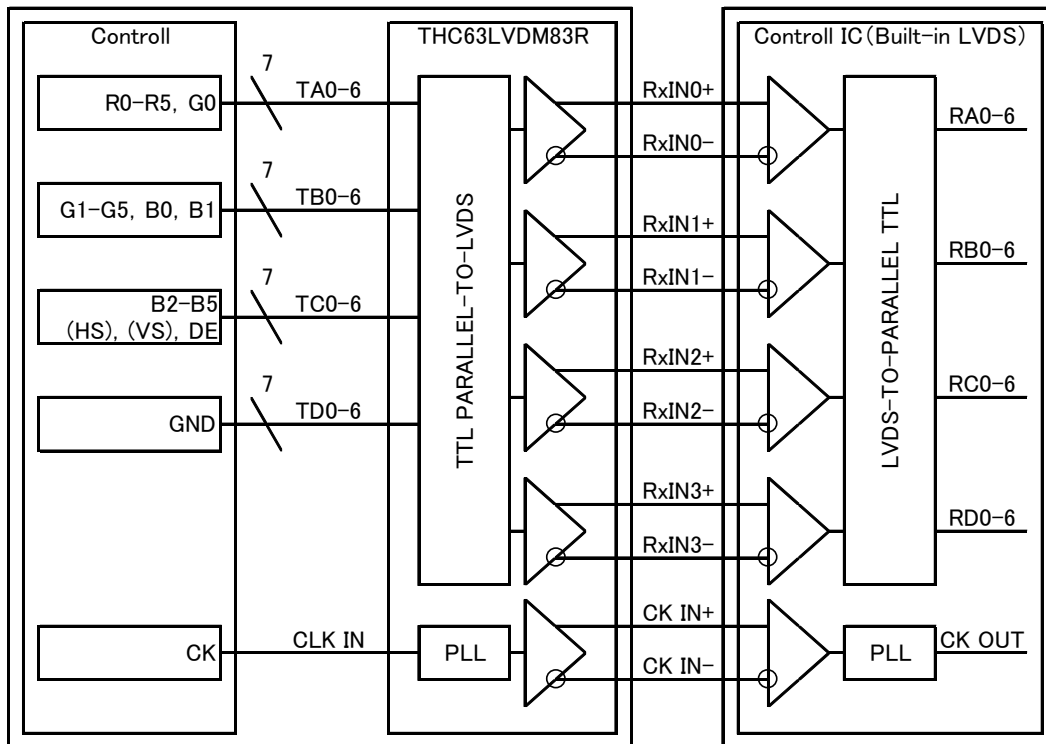 Controll
THC63LVDM83R
Controll IC(Built-in LVDS)
7
R0-R5, G0
TA0-6
RxIN0+
RxIN0-
RA0-6
7
G1-G5, B0, B1
TB0-6
RxIN1+
RxIN1-
RB0-6
7
B2-B5
(HS), (VS), DE
TC0-6
RxIN2+
RxIN2-
RC0-6
7
GND
TD0-6
RxIN3+
RxIN3-
RD0-6
TTL PARALLEL-TO-LVDS
LVDS-TO-PARALLEL TTL
CK
CLK IN
PLL
CK IN+
CK IN-
PLL
CK OUT